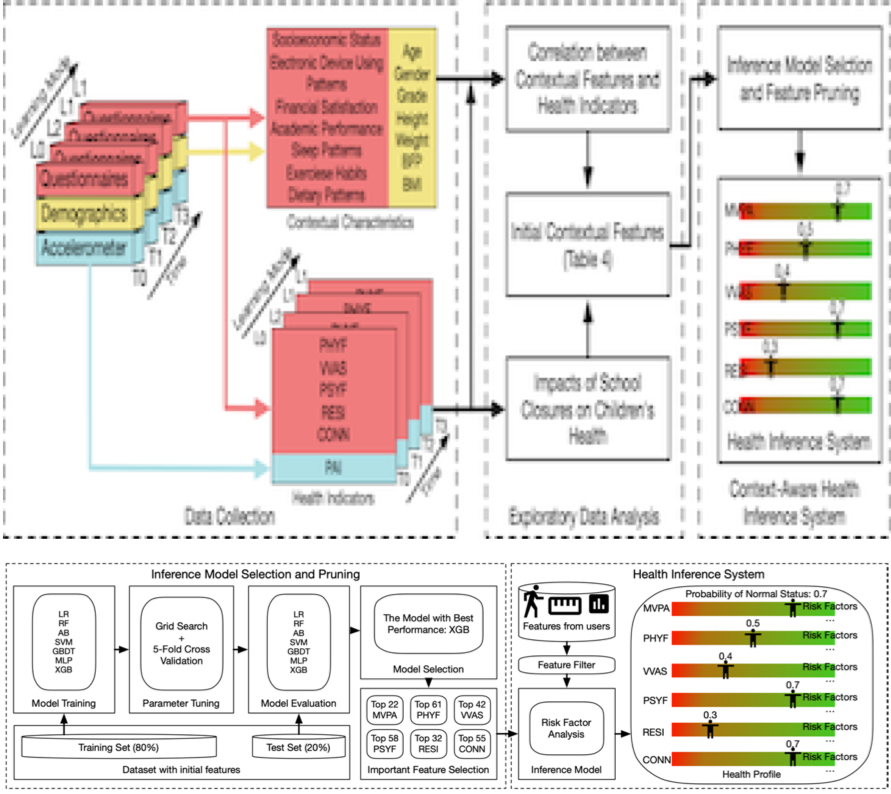 Learning Mode
L1
L1
L2
L0
Questionnaires
Questionnaires
Questionnaires
Questionnaires
Demographics
Accelerometer
T3
T2
T1
T0
Time
Socioeconomic Status
Electronic Device Using
Patterns
Financial Satisfaction
Academic Performance
Sleep Patterns
Exerciese Habits
Dietary Patterns
Age
Gender
Grade
Height
Weight
BFP
BMI
Contextual Characteristics
Learning Mode
L1
L1
L2
L0
PHYF
VVAS
PSYF
RESI
CONN
PAI
T3
T2
T1
T0
Time
Health Indicators
Data Collection
Correlation between
Contextual Features and
Health Indicators
Initial Contextual Features
(Table 4)
Impacts of School
Closures on Children's
Health
Exploratory Data Analysis
Inference Model Selction
and Feature Pruning
0.7
MVPA
0.5
PHYF
0.4
VVAS
0.7
PSYF
0.3
RESI
0.7
CONN
Health Inference System
Context-Aware Health
Inference System
Inference Model Selection and Pruning
LR
RF
AB
SVM
GBDT
MLP
XGB
Model Training
Grid Search
+
5-Fold Cross
Validation
Parameter Tuning
LR
RF
AB
SVM
GBDT
MLP
XGB
Model Evaluation
Training Set (80%)
Test Set (20%)
Dataset with initial features
The Model with Best
Performance: XGB
Model Selection
Top 22
MVPA
Top 61
PHYF
Top 42
VVAS
Top 58
PSYF
Top 32
RESI
Top 55
CONN
Important Feature Selection
Health Inference System
Features from users
Feature Filter
Risk Factor
Analysis
Inference Model
Probability of Normal Status: 0.7
MVPA Risk Factors
...
0.5
PHYF Risk Factors
...
0.4
VVAS Risk Factors
...
0.7
PSYF Risk Factors
...
0.3
RESI Risk Factors
...
0.7
CONN Risk Factors
...
Health Profile